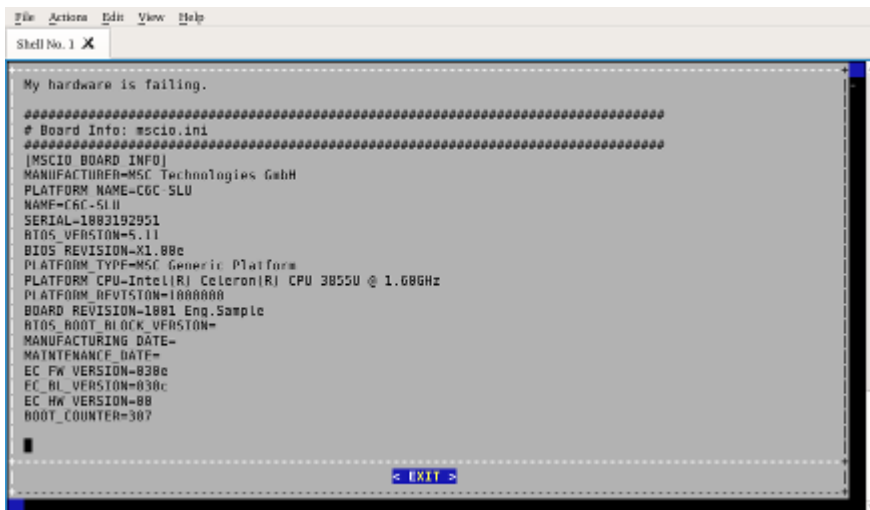 File Actions Edit View Help
Shell No. 1 X
My hardware is failing.
################################################################################
# Board Info: mscio.ini
################################################################################
[MSCIO BOARD INFO]
MANUFACTURER=MSC Technologies GmbH
PLATFORM_NAME=C6C-SLU
NAME=C6C-SLU
SERIAL=1003192951
BIOS_VERSION=5.11
BIOS_REVISION=X1.00e
PLATFORM_TYPE=MSC Generic Platform
PLATFORM_CPU=Intel(R) Celeron(R) CPU 3855U @ 1.60GHz
PLATFORM_REVISION=1000000
BOARD_REVISION=1001 Eng.Sample
BIOS_BOOT_BLOCK_VERSION=
MANUFACTURING_DATE=
MAINTENANCE_DATE=
EC_FW_VERSION=030e
EC_BL_VERSION=030c
EC_HW_VERSION=00
BOOT_COUNTER=307
< EXIT >